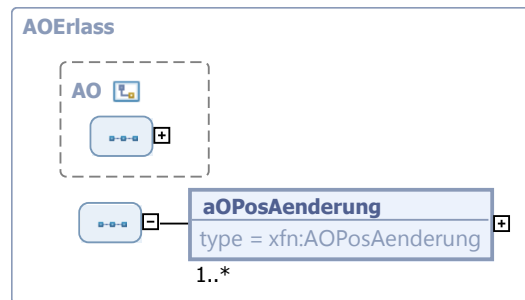 AOErlass
AO
aOPosAenderung
type = xfn:AOPosAenderung
1..*